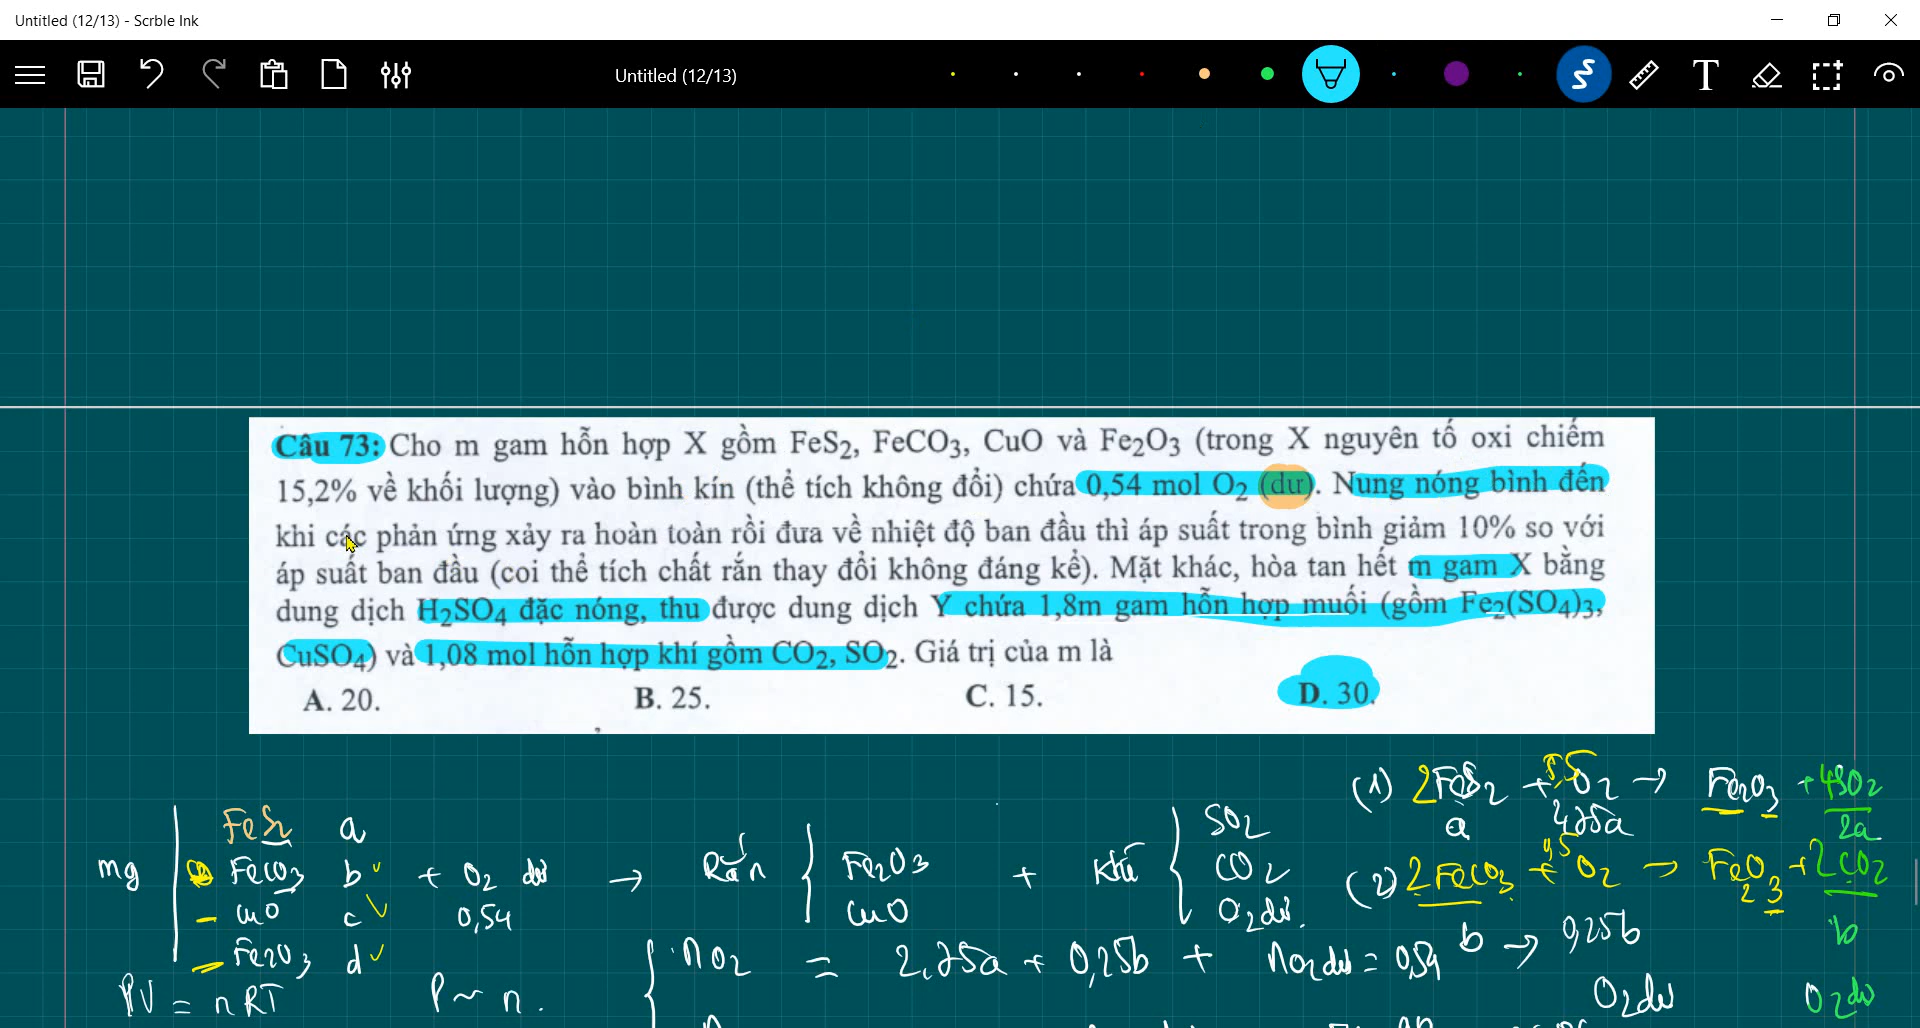 Untitled (12/13) - Scrble Ink
Untitled (12/13)
T
Câu 73: Cho m gam hỗn hợp X gồm FeS2, FeCO3, CuO và Fe2O3 (trong X nguyên tố oxi chiếm
15,2% về khối lượng) vào bình kín (thể tích không đổi) chứa 0,54 mol O2 (dư). Nung nóng bình đến
khi các phản ứng xảy ra hoàn toàn rồi đưa về nhiệt độ ban đầu thì áp suất trong bình giảm 10% so với
áp suất ban đầu (coi thể tích chất rắn thay đổi không đáng kể). Mặt khác, hòa tan hết m gam X bằng
dung dịch H2SO4 đặc nóng, thu được dung dịch Y chứa 1,8m gam hỗn hợp muối (gồm Fe2(SO4)3,
CuSO4) và 1,08 mol hỗn hợp khí gồm CO2, SO2. Giá trị của m là
A. 20. B. 25. C. 15. D. 30.
(1) 2FeS2 + 5,5 O2 → Fe2O3 + 4SO2
a 2,75a 2a
mg FeS2 a
FeCO3 b + O2 dư → Rắn Fe2O3 + Khí SO2
CuO c 0,54 CuO CO2
Fe2O3 d O2 dư.
(2) 2FeCO3 + 0,5 O2 → Fe2O3 + 2CO2
b → 0,25b b
nO2 = 2,75a + 0,25b + nO2 dư = 0,54
PV = nRT P ~ n. O2 dư O2 dư